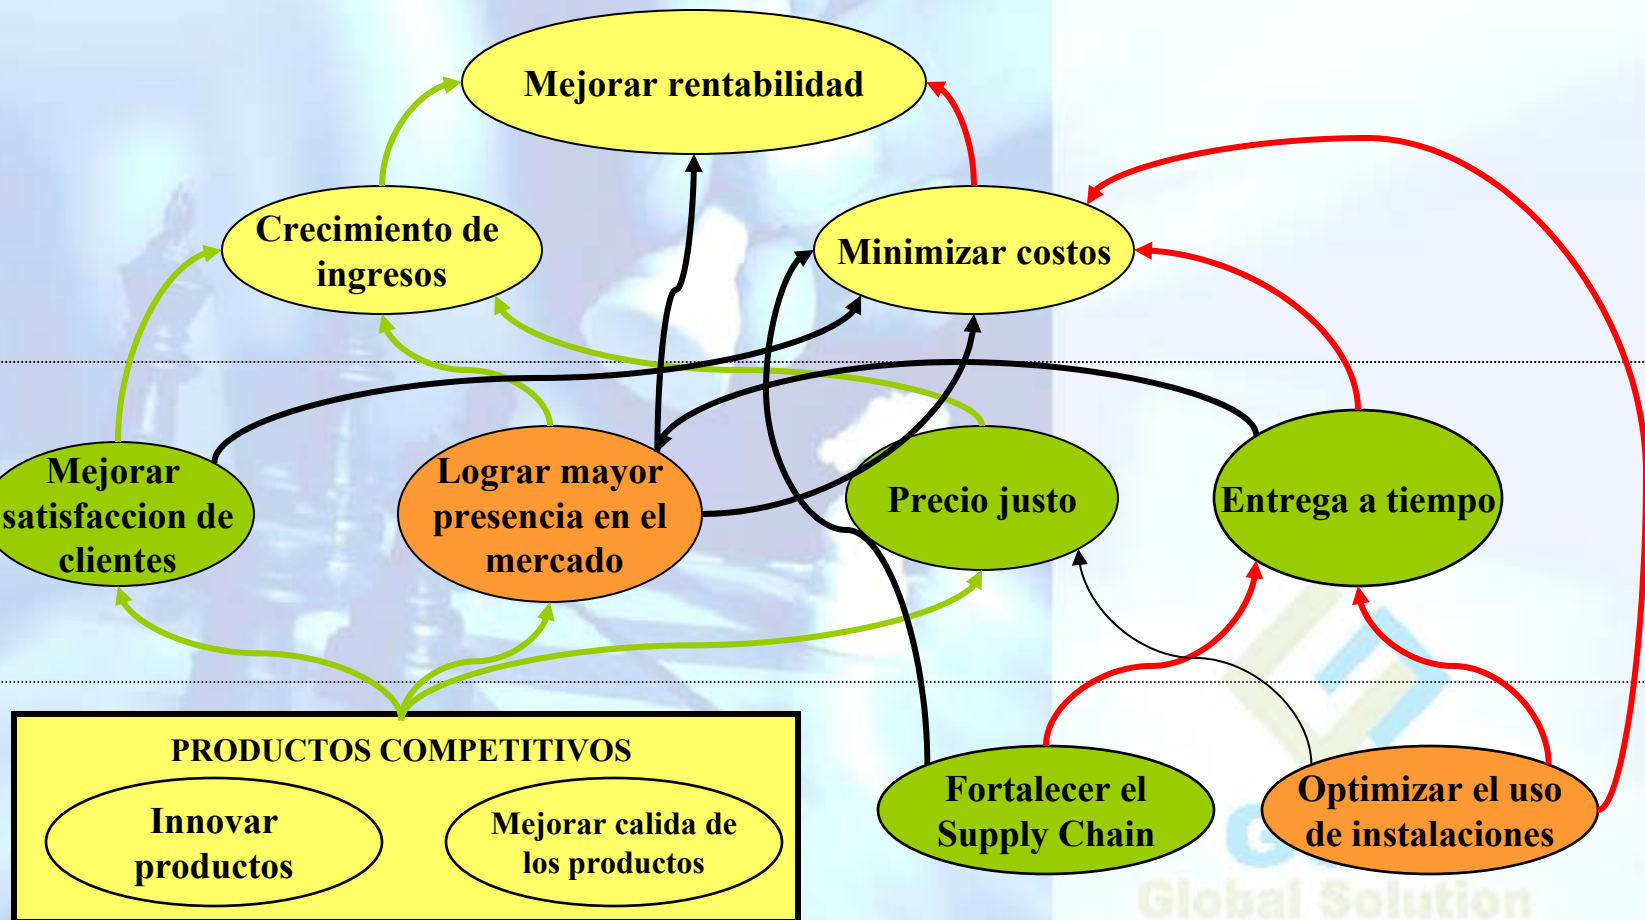 Mejorar rentabilidad
Crecimiento de
ingresos
Minimizar costos
Mejorar
satisfaccion de
clientes
Lograr mayor
presencia en el
mercado
Precio justo
Entrega a tiempo
PRODUCTOS COMPETITIVOS
Innovar
productos
Mejorar calida de
los productos
Fortalecer el
Supply Chain
Optimizar el uso
de instalaciones
Global Solution